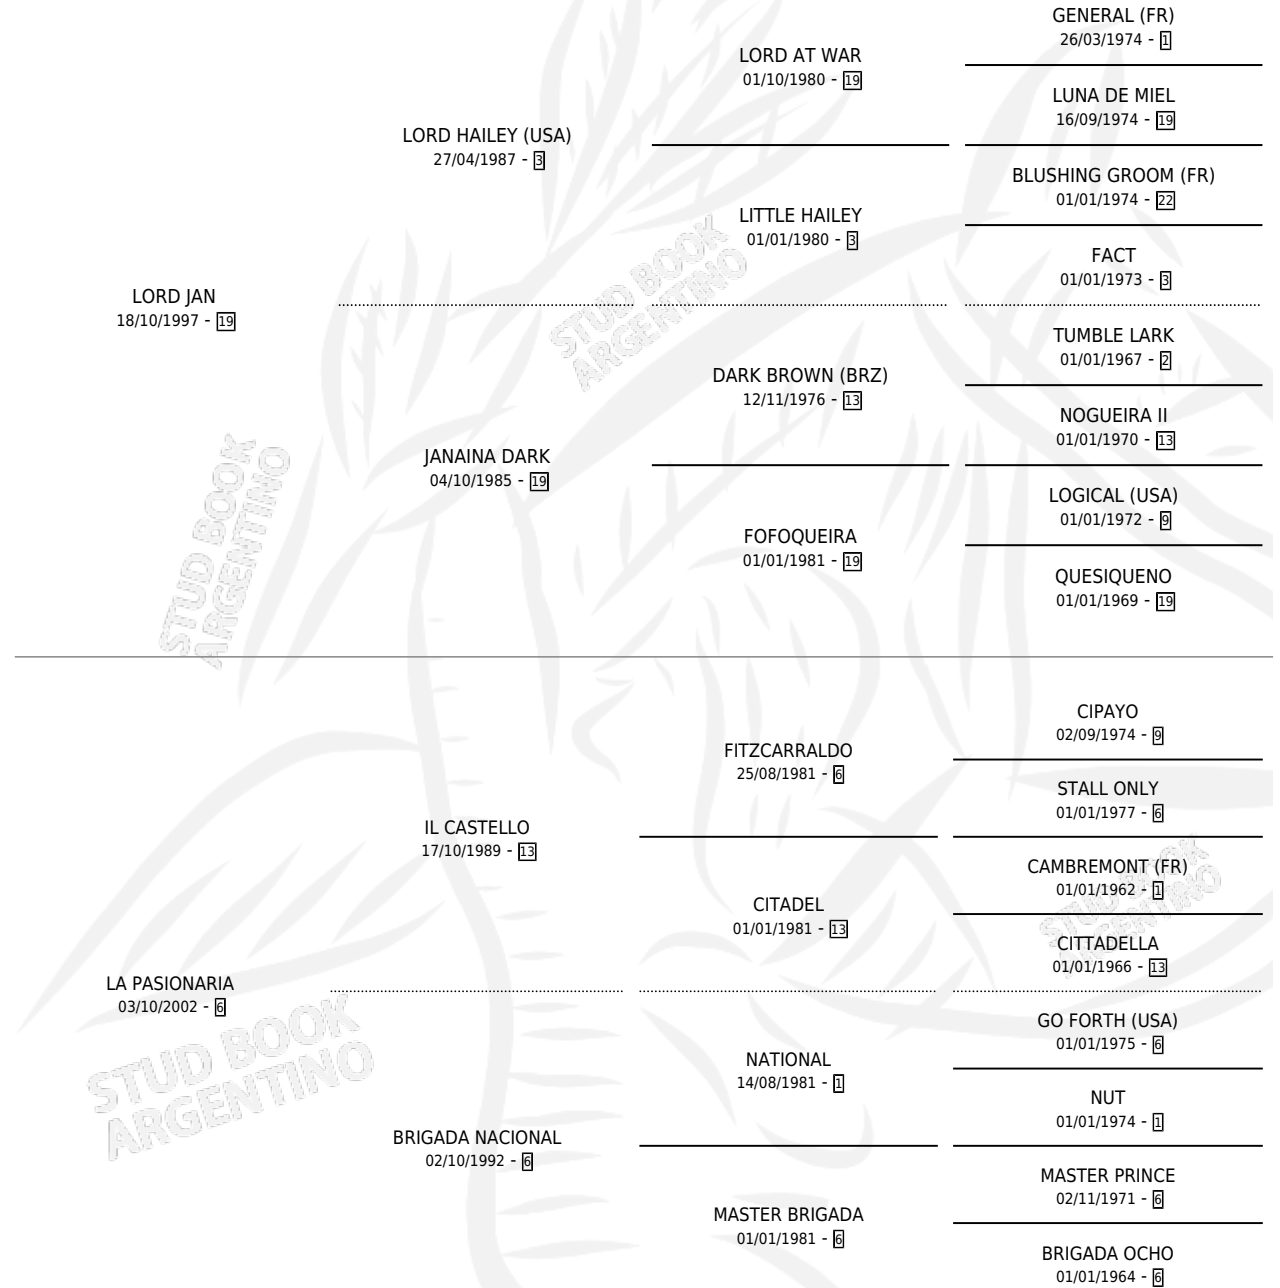 GENERAL (FR)
26/03/1974 - 1
LORD AT WAR
01/10/1980 - 19
LUNA DE MIEL
16/09/1974 - 19
LORD HAILEY (USA)
27/04/1987 - 3
BLUSHING GROOM (FR)
01/01/1974 - 22
LITTLE HAILEY
01/01/1980 - 3
FACT
01/01/1973 - 3
LORD JAN
18/10/1997 - 19
TUMBLE LARK
01/01/1967 - 2
DARK BROWN (BRZ)
12/11/1976 - 13
NOGUEIRA II
01/01/1970 - 13
JANAINA DARK
04/10/1985 - 19
LOGICAL (USA)
01/01/1972 - 9
FOFOQUEIRA
01/01/1981 - 19
QUESIQUENO
01/01/1969 - 19
CIPAYO
02/09/1974 - 9
FITZCARRALDO
25/08/1981 - 6
STALL ONLY
01/01/1977 - 6
IL CASTELLO
17/10/1989 - 13
CAMBREMONT (FR)
01/01/1962 - 1
CITADEL
01/01/1981 - 13
CITTADELLA
01/01/1966 - 13
LA PASIONARIA
03/10/2002 - 6
GO FORTH (USA)
01/01/1975 - 6
NATIONAL
14/08/1981 - 1
NUT
01/01/1974 - 1
BRIGADA NACIONAL
02/10/1992 - 6
MASTER PRINCE
02/11/1971 - 6
MASTER BRIGADA
01/01/1981 - 6
BRIGADA OCHO
01/01/1964 - 6
STUD BOOK
ARGENTINO
STUD BOOK
ARGENTINO
STUD BOOK
ARGENTINO
STUD BOOK
ARGENTINO